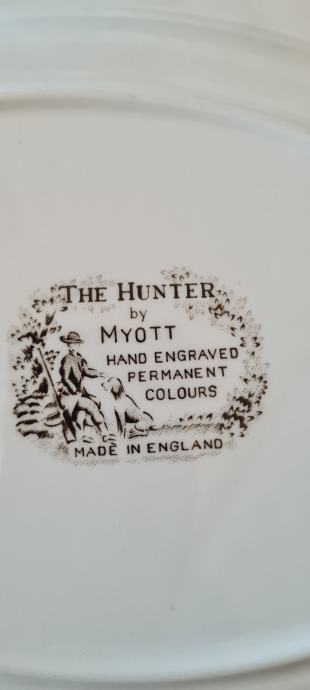 THE HUNTER
by
MYOTT
HAND ENGRAVED
PERMANENT
COLOURS
MADE IN ENGLAND